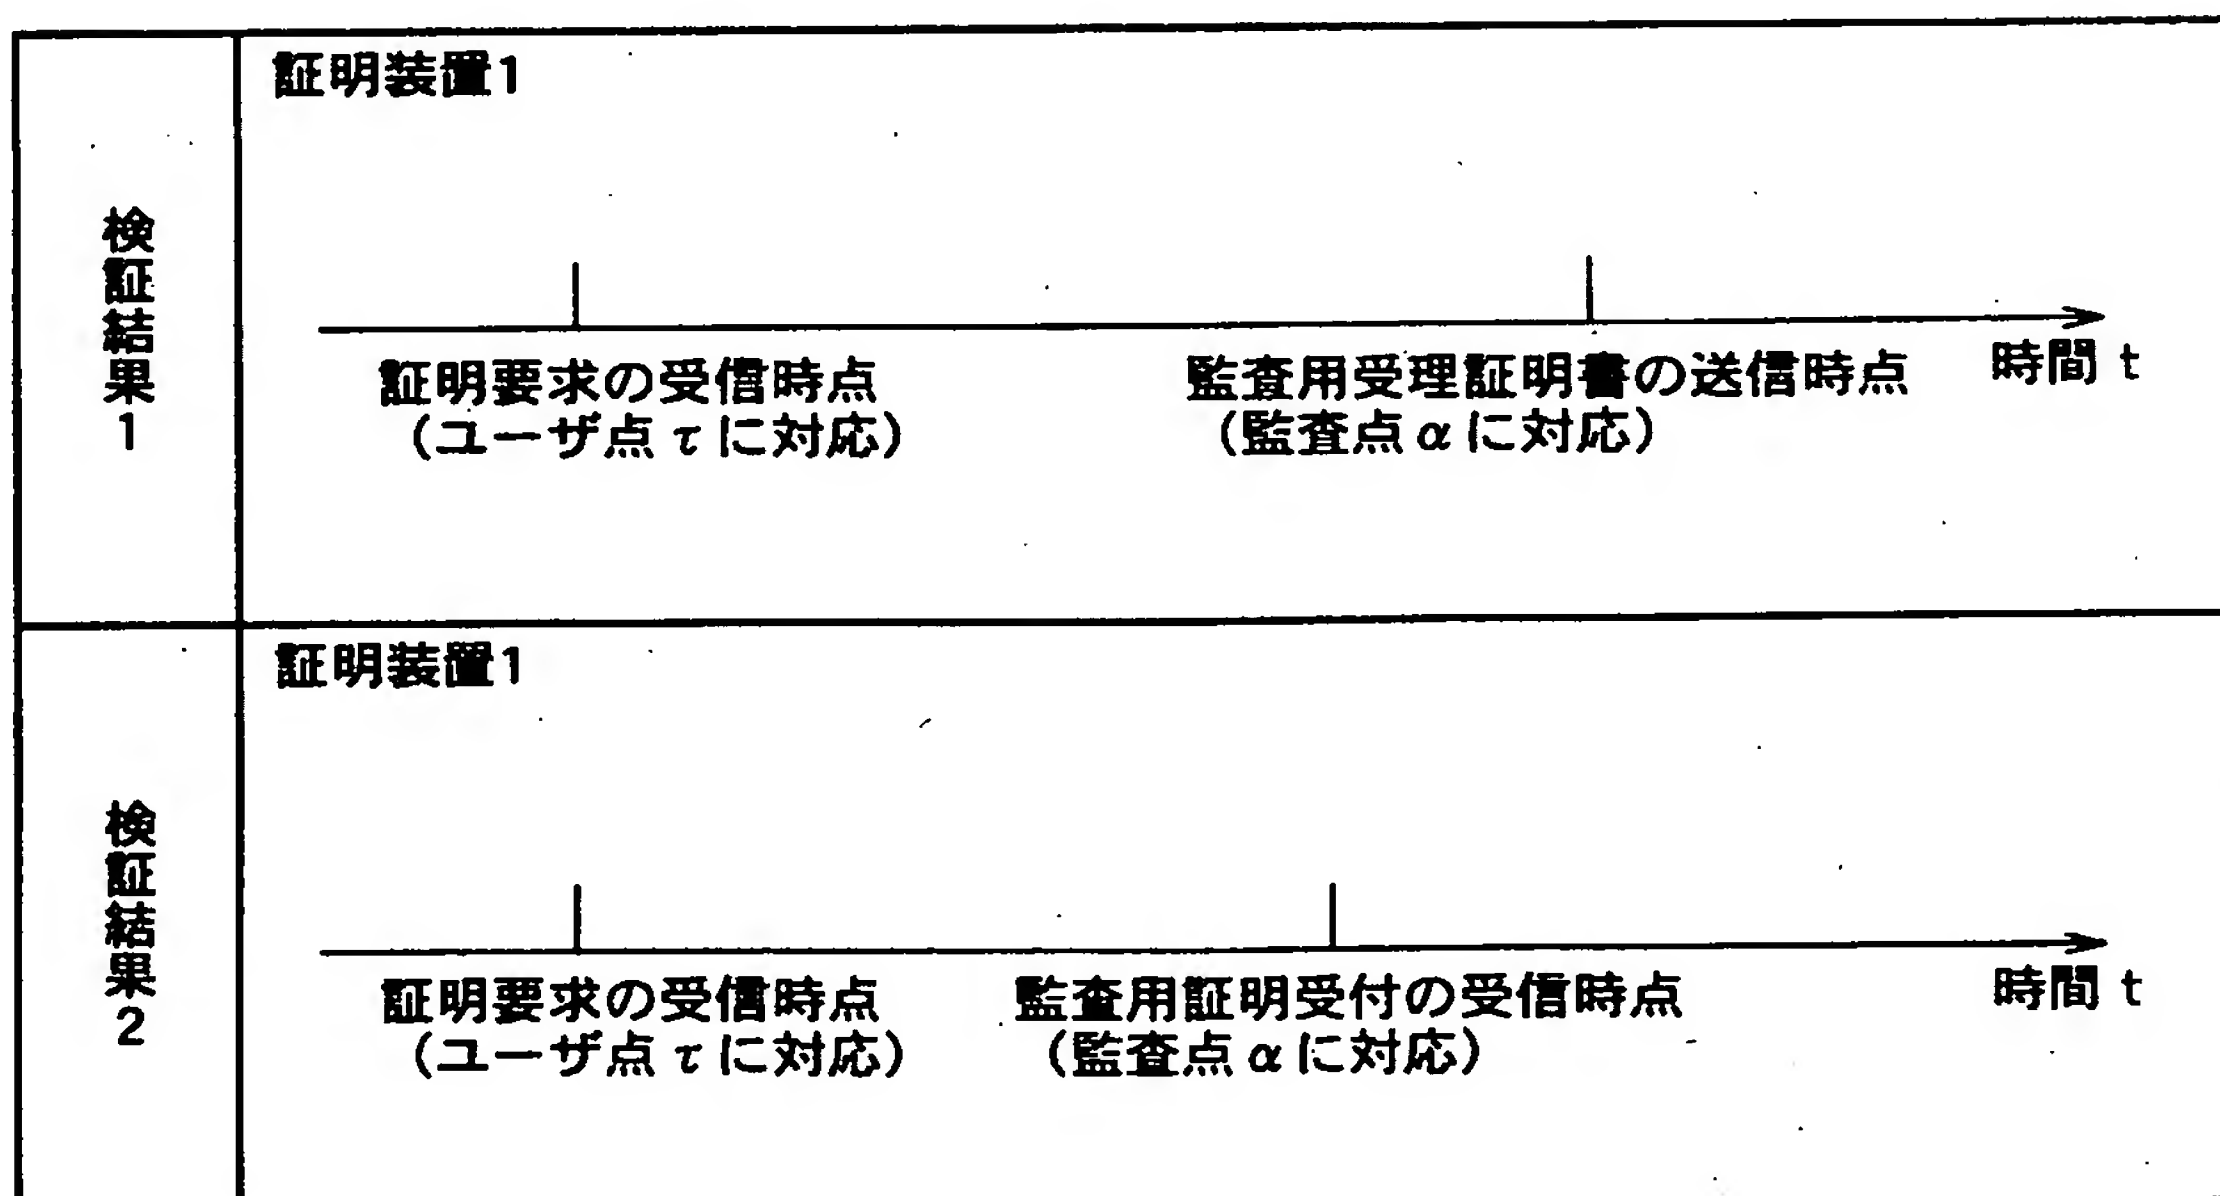 検証結果1
証明装置1
証明要求の受信時点
(ユーザ点τに対応)
監査用受理証明書の送信時点
(監査点αに対応)
時間 t
検証結果2
証明装置1
証明要求の受信時点
(ユーザ点τに対応)
監査用証明受付の受信時点
(監査点αに対応)
時間 t